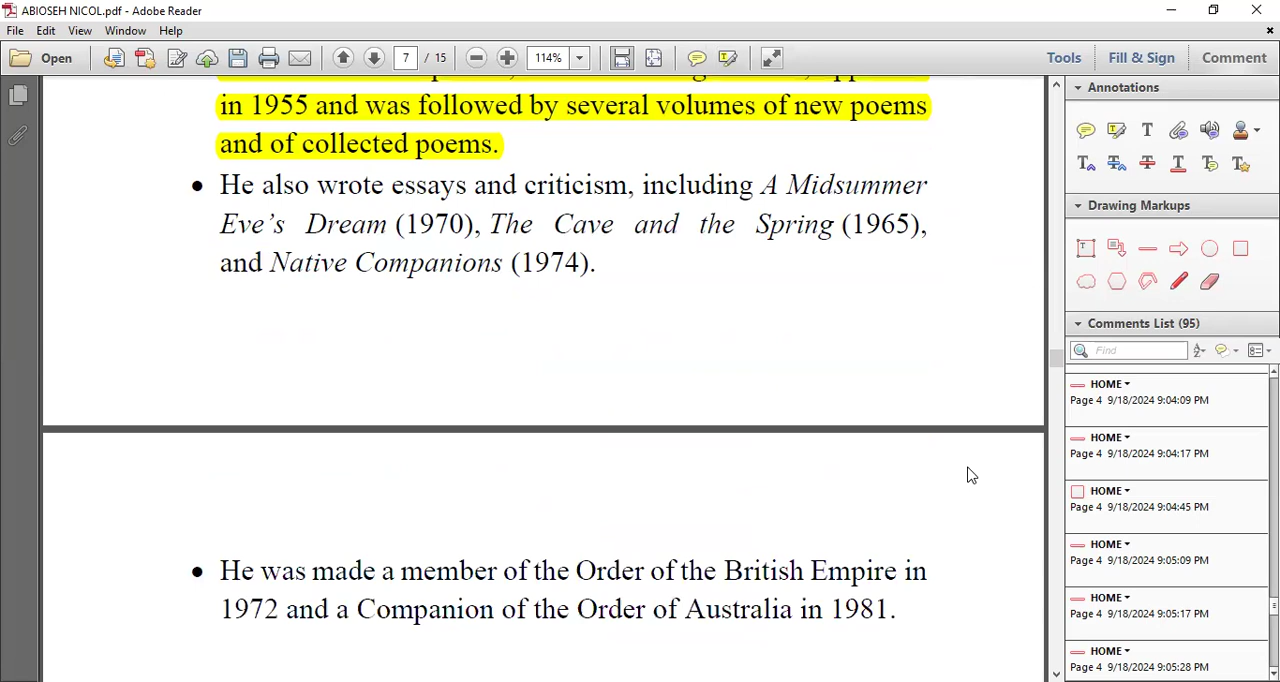 ABIOSEH NICOL.pdf - Adobe Reader
File Edit View Window Help
Open 7 / 15 114% Tools Fill & Sign Comment
in 1955 and was followed by several volumes of new poems
and of collected poems.
• He also wrote essays and criticism, including A Midsummer
Eve’s Dream (1970), The Cave and the Spring (1965),
and Native Companions (1974).
• He was made a member of the Order of the British Empire in
1972 and a Companion of the Order of Australia in 1981.
Annotations
Drawing Markups
Comments List (95)
Find
HOME
Page 4 9/18/2024 9:04:09 PM
HOME
Page 4 9/18/2024 9:04:17 PM
HOME
Page 4 9/18/2024 9:04:45 PM
HOME
Page 4 9/18/2024 9:05:09 PM
HOME
Page 4 9/18/2024 9:05:17 PM
HOME
Page 4 9/18/2024 9:05:28 PM